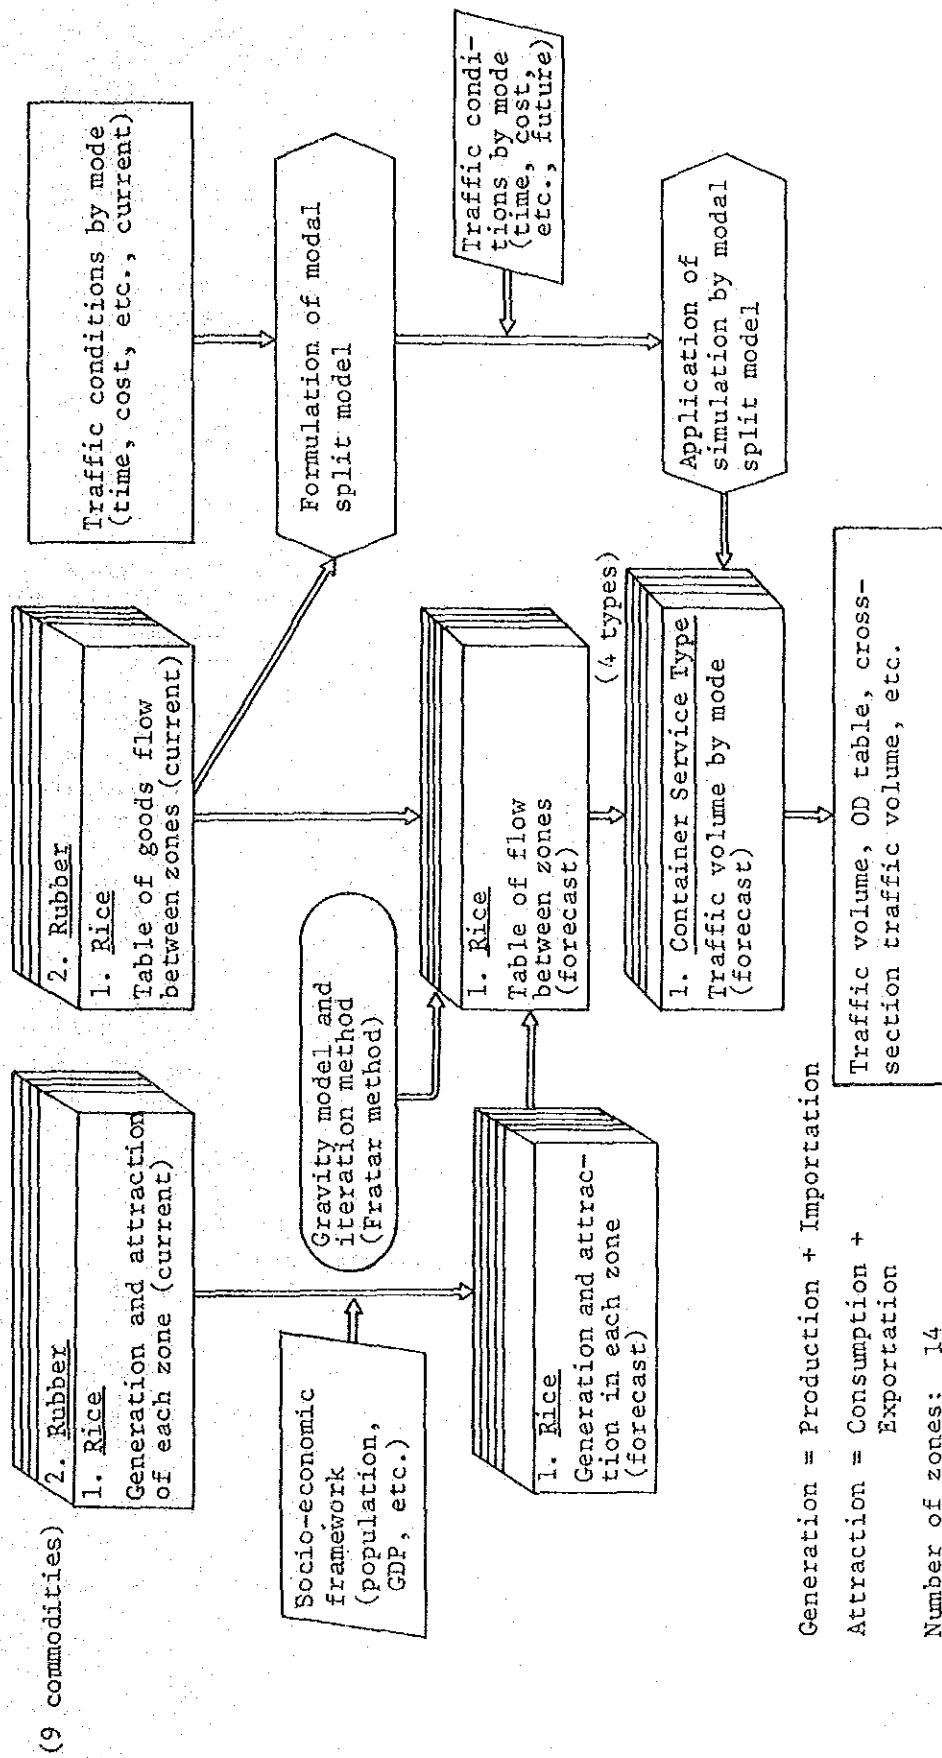 (9 commodities)
2. Rubber
1. Rice
Generation and attraction
of each zone (current)
2. Rubber
1. Rice
Table of goods flow
between zones (current)
Traffic conditions by mode
(time, cost, etc., current)
Socio-economic
framework
(population,
GDP, etc.)
Gravity model and
iteration method
(Fratar method)
Formulation of modal
split model
1. Rice
Generation and attrac-
tion in each zone
(forecast)
1. Rice
Table of flow
between zones
(forecast)
Traffic condi-
tions by mode
(time, cost,
etc., future)
(4 types)
1. Container Service Type
Traffic volume by mode
(forecast)
Application of
simulation by modal
split model
Traffic volume, OD table, cross-
section traffic volume, etc.
Generation = Production + Importation
Attraction = Consumption +
Exportation
Number of zones: 14